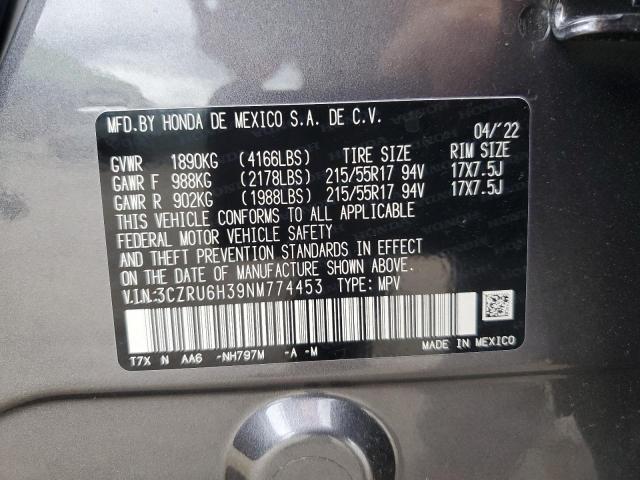 MFD.BY HONDA DE MEXICO S.A. DE C.V.
04/'22
GVWR 1890KG (4166LBS) TIRE SIZE RIM SIZE
GAWR F 988KG (2178LBS) 215/55R17 94V 17X7.5J
GAWR R 902KG (1988LBS) 215/55R17 94V 17X7.5J
THIS VEHICLE CONFORMS TO ALL APPLICABLE
FEDERAL MOTOR VEHICLE SAFETY
AND THEFT PREVENTION STANDARDS IN EFFECT
ON THE DATE OF MANUFACTURE SHOWN ABOVE.
V.I.N.:3CZRU6H39NM774453 TYPE: MPV
T7X N AA6 -NH797M -A -M
MADE IN MEXICO